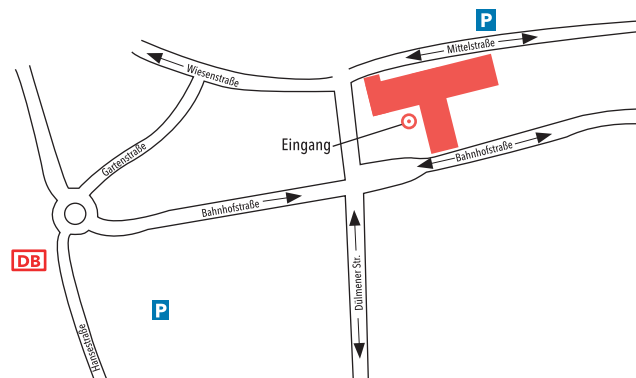 P
Mittelstraße
Wiesenstraße
Eingang
Gartenstraße
Bahnhofstraße
Bahnhofstraße
DB
Dülmener Str.
P
Hansestraße